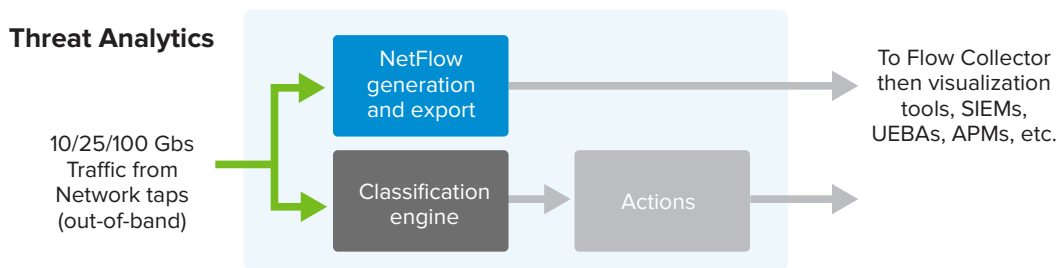 Threat Analytics
10/25/100 Gbs
Traffic from
Network taps
(out-of-band)
NetFlow
generation
and export
Classification
engine
Actions
To Flow Collector
then visualization
tools, SIEMs,
UEBAs, APMs, etc.